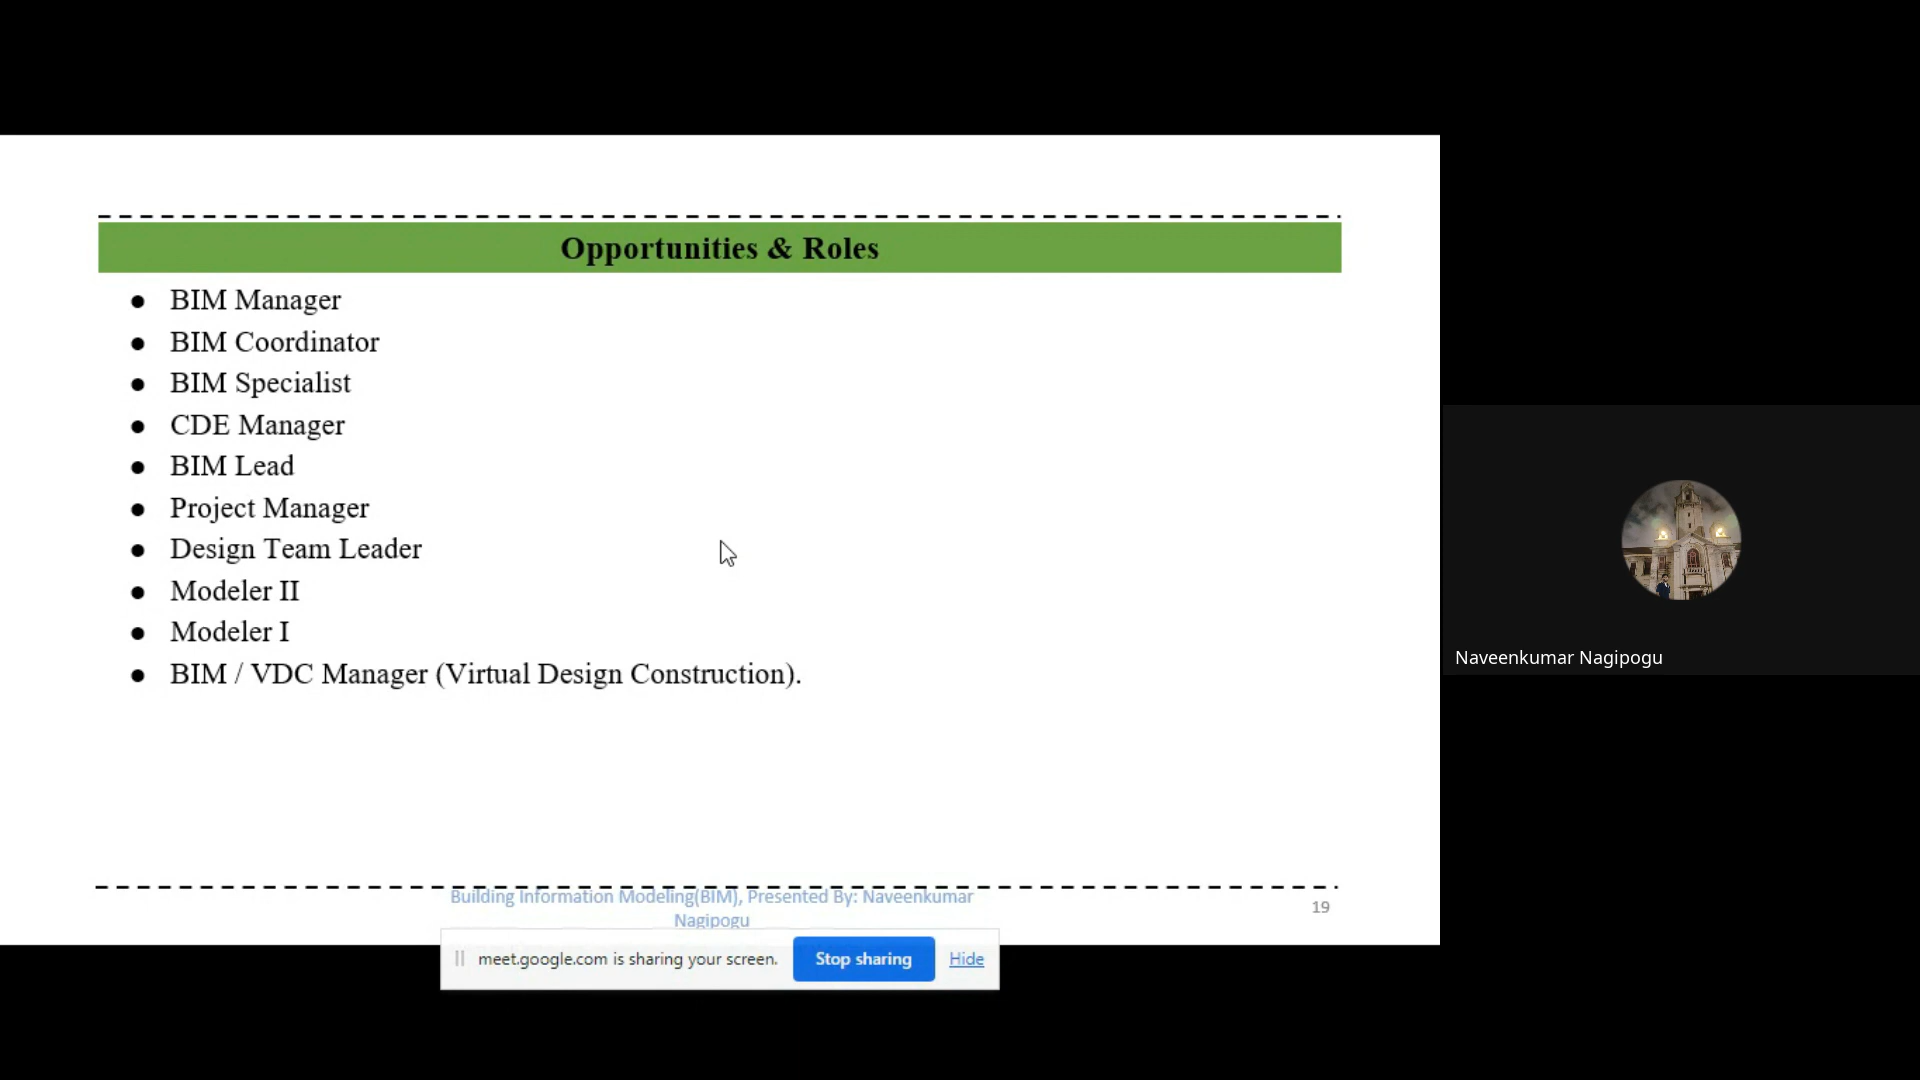 Opportunities & Roles
● BIM Manager
● BIM Coordinator
● BIM Specialist
● CDE Manager
● BIM Lead
● Project Manager
● Design Team Leader
● Modeler II
● Modeler I
● BIM / VDC Manager (Virtual Design Construction).
Naveenkumar Nagipogu
Building Information Modeling(BIM), Presented By: Naveenkumar
Nagipogu
19
meet.google.com is sharing your screen. Stop sharing Hide